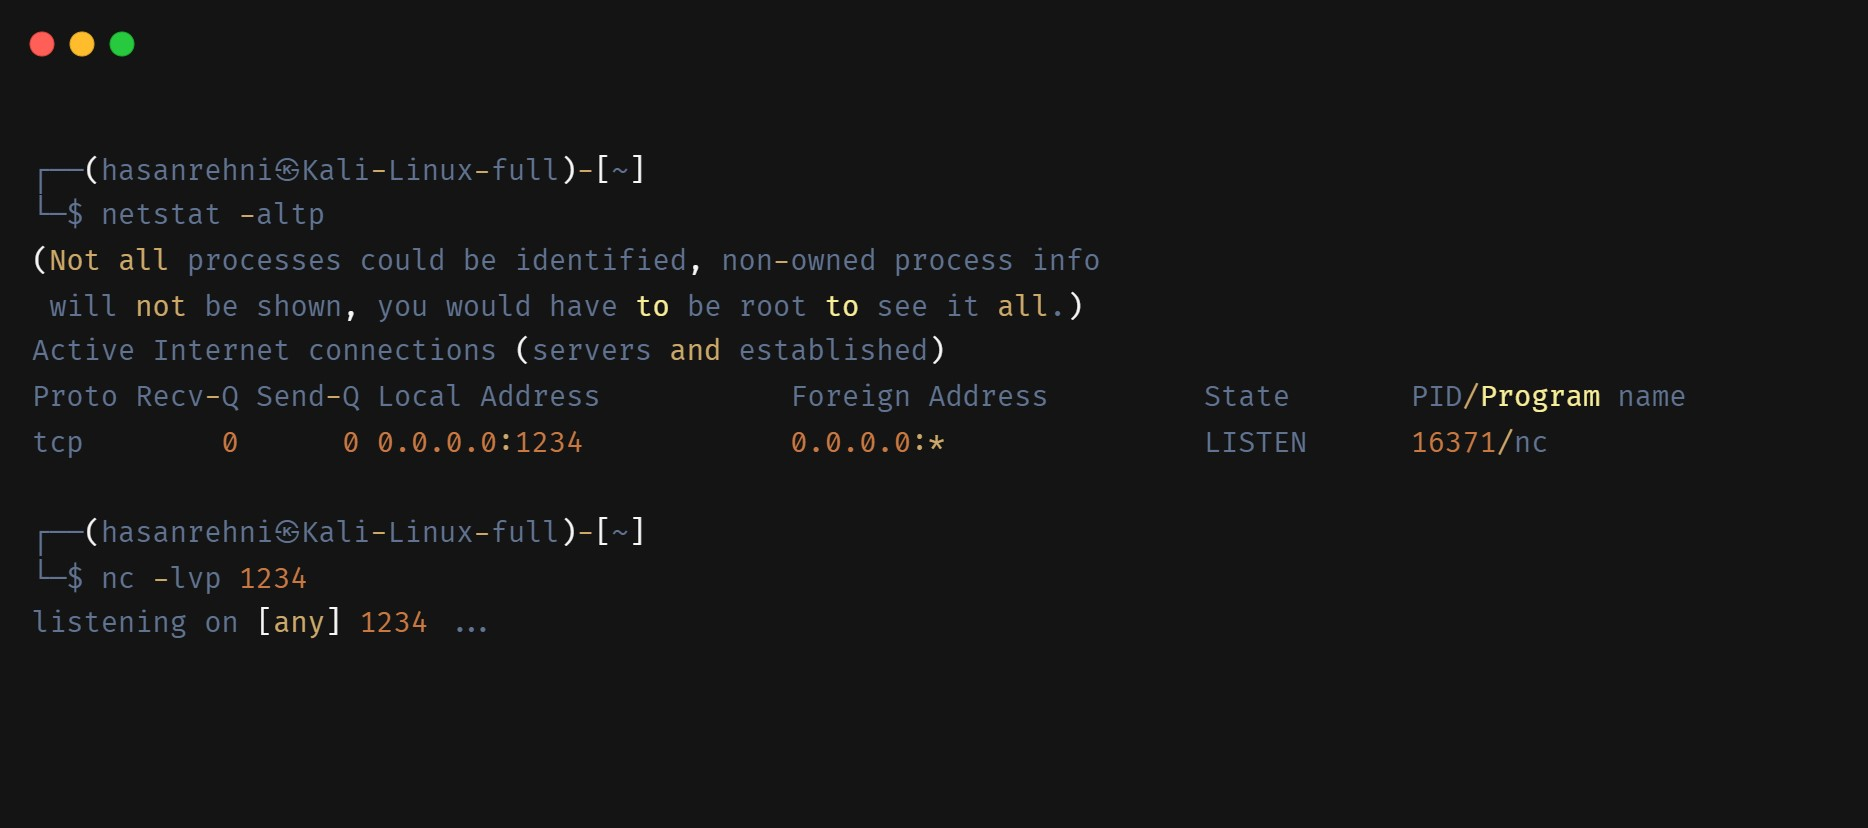 ┌──(hasanrehni㉿Kali-Linux-full)-[~]
└─$ netstat -altp
(Not all processes could be identified, non-owned process info
 will not be shown, you would have to be root to see it all.)
Active Internet connections (servers and established)
Proto Recv-Q Send-Q Local Address           Foreign Address         State       PID/Program name
tcp        0      0 0.0.0.0:1234            0.0.0.0:*               LISTEN      16371/nc
┌──(hasanrehni㉿Kali-Linux-full)-[~]
└─$ nc -lvp 1234
listening on [any] 1234 ...